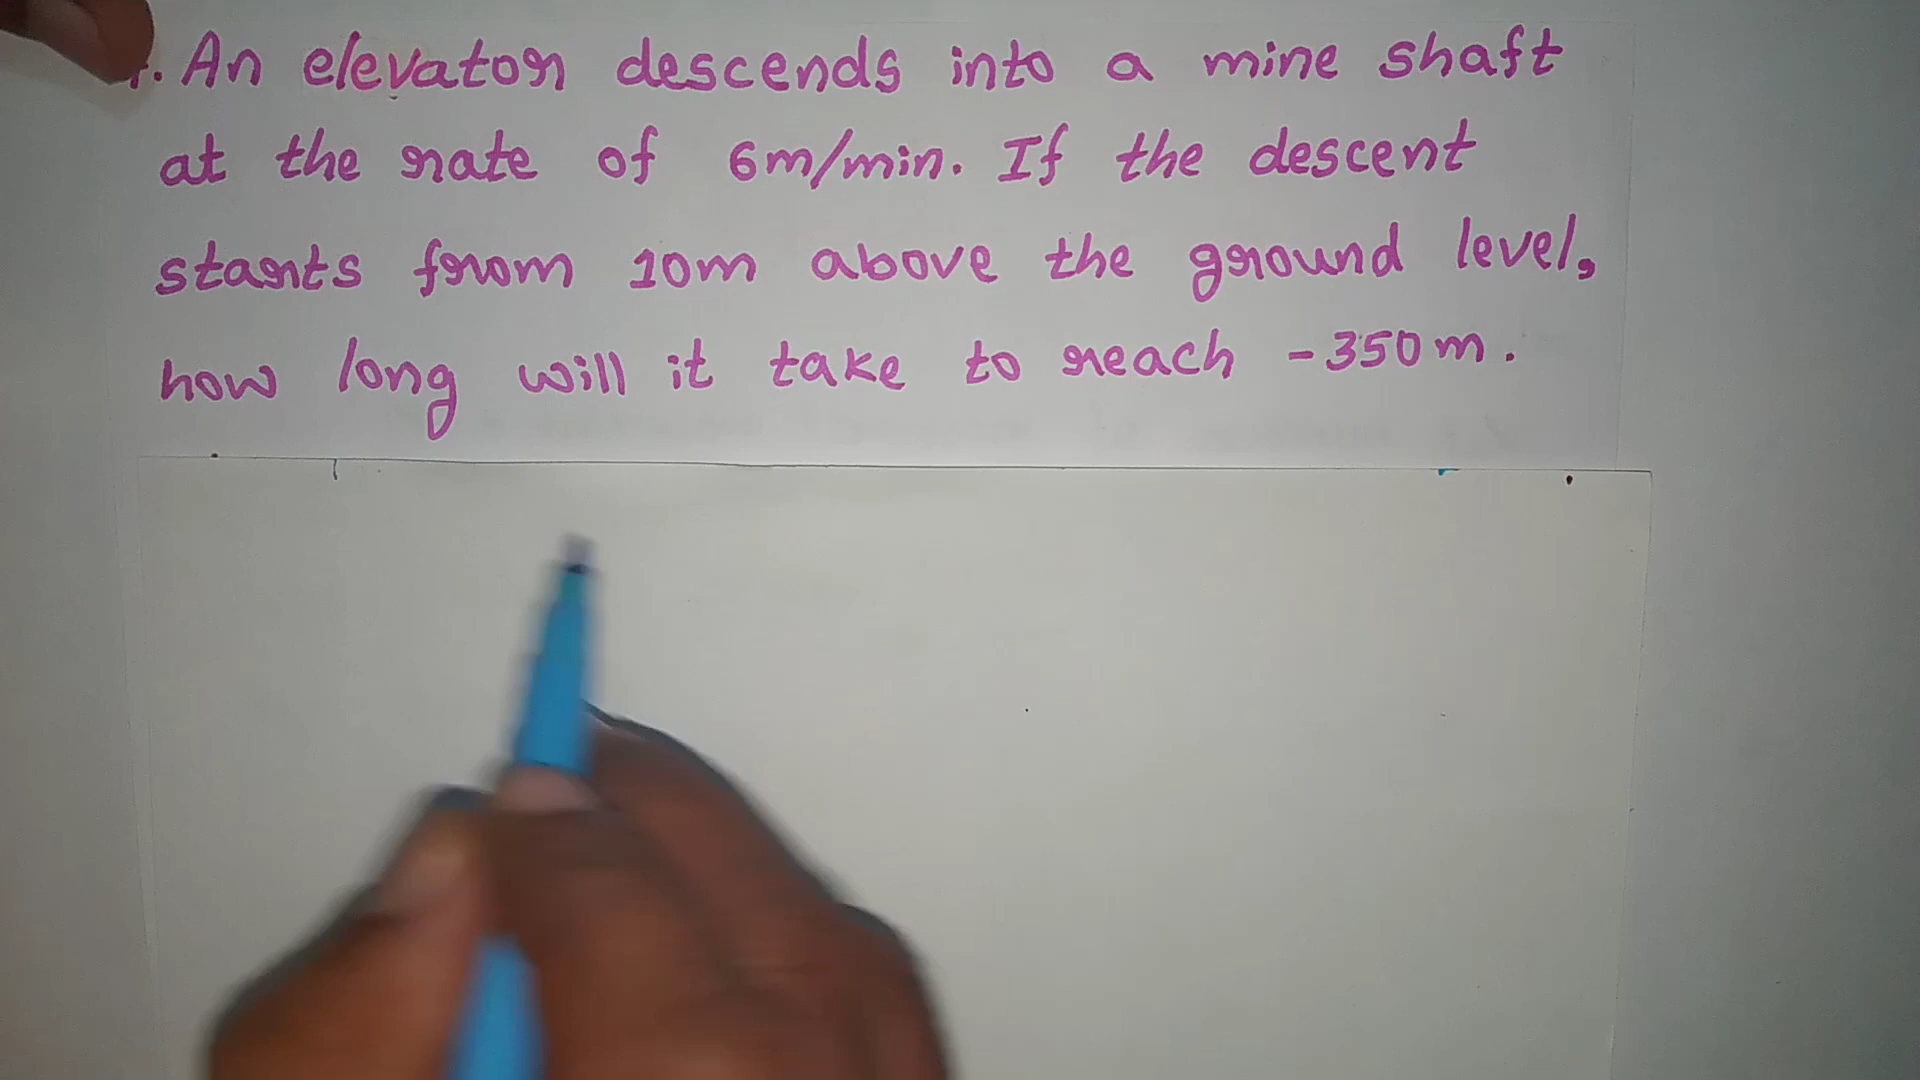 . An elevator descends into a mine shaft
at the rate of 6m/min. If the descent
starts from 10m above the ground level,
how long will it take to reach -350m.